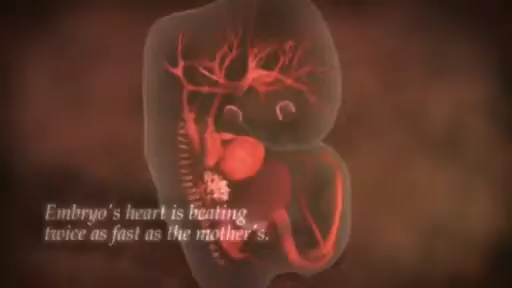 Embryo's heart is beating
twice as fast as the mother's.